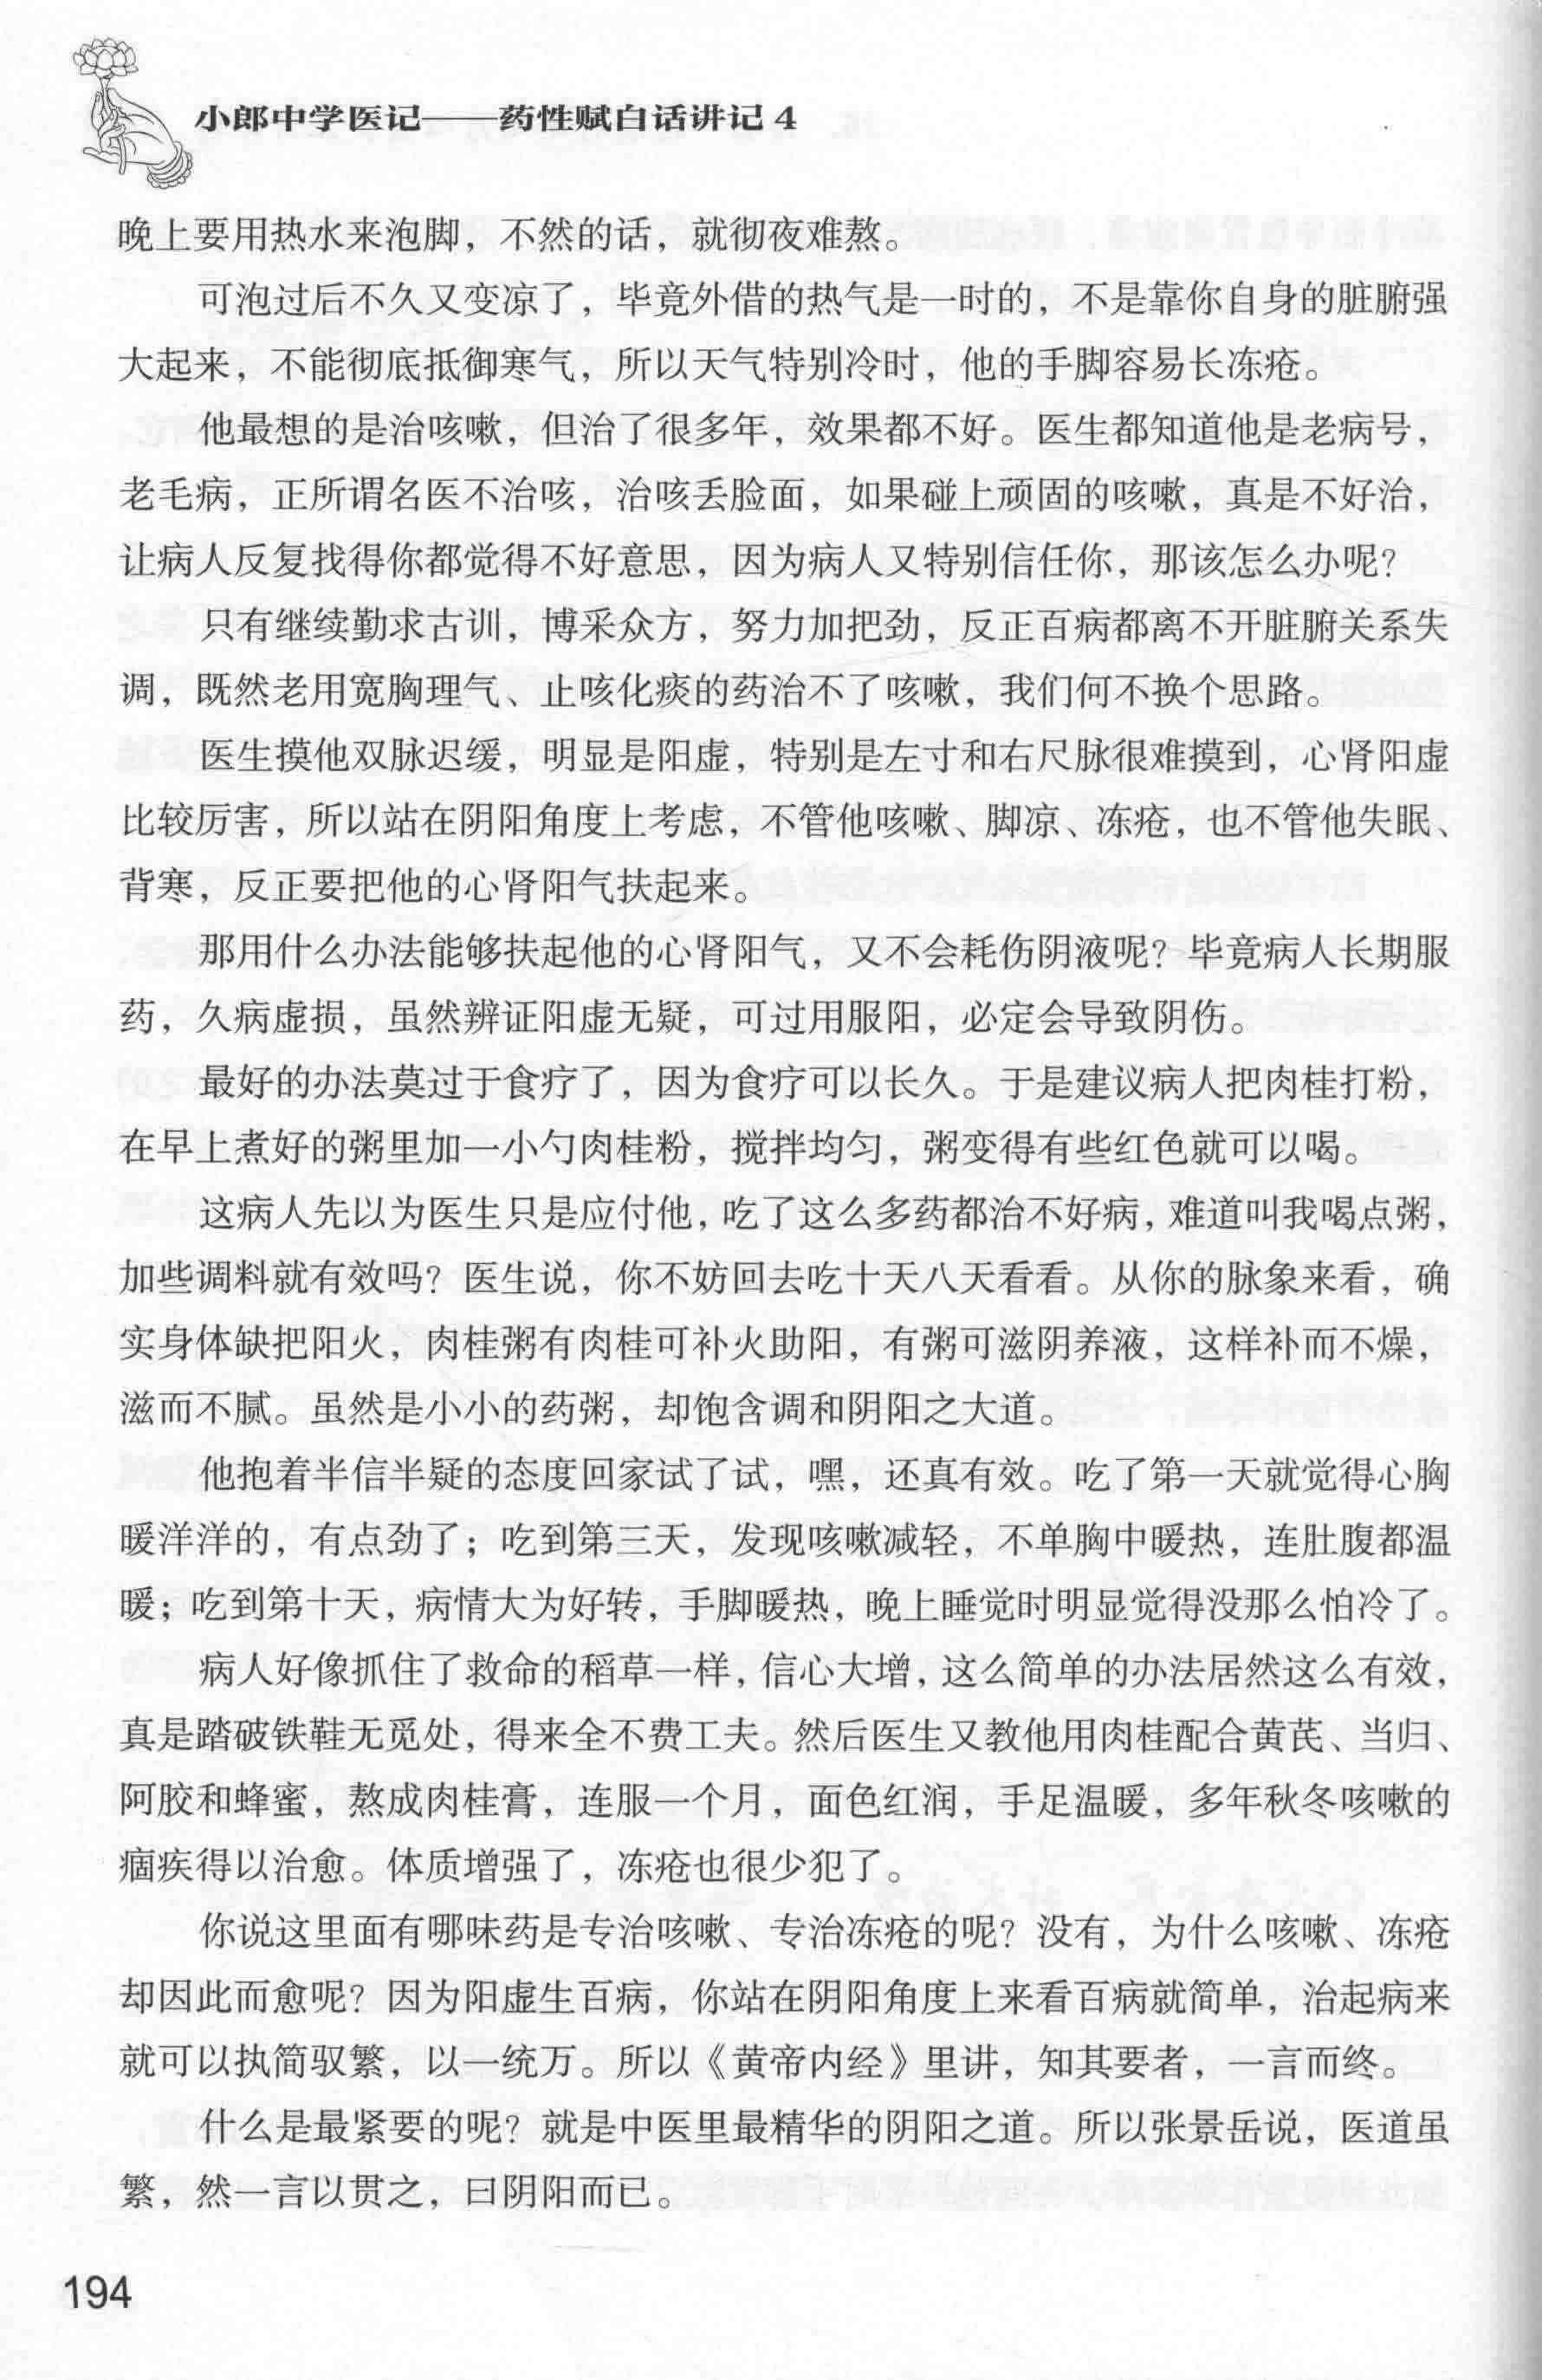 小郎中学医记——药性赋白话讲记4
晚上要用热水来泡脚，不然的话，就彻夜难熬。
可泡过后不久又变凉了，毕竟外借的热气是一时的，不是靠你自身的脏腑强
大起来，不能彻底抵御寒气，所以天气特别冷时，他的手脚容易长冻疮。
他最想的是治咳嗽，但治了很多年，效果都不好。医生都知道他是老病号，
老毛病，正所谓名医不治咳，治咳丢脸面，如果碰上顽固的咳嗽，真是不好治，
让病人反复找得你都觉得不好意思，因为病人又特别信任你，那该怎么办呢？
只有继续勤求古训，博采众方，努力加把劲，反正百病都离不开脏腑关系失
调，既然老用宽胸理气、止咳化痰的药治不了咳嗽，我们何不换个思路。
医生摸他双脉迟缓，明显是阳虚，特别是左寸和右尺脉很难摸到，心肾阳虚
比较厉害，所以站在阴阳角度上考虑，不管他咳嗽、脚凉、冻疮，也不管他失眠、
背寒，反正要把他的心肾阳气扶起来。
那用什么办法能够扶起他的心肾阳气，又不会耗伤阴液呢？毕竟病人长期服
药，久病虚损，虽然辨证阳虚无疑，可过用服阳，必定会导致阴伤。
最好的办法莫过于食疗了，因为食疗可以长久。于是建议病人把肉桂打粉，
在早上煮好的粥里加一小勺肉桂粉，搅拌均匀，粥变得有些红色就可以喝。
这病人先以为医生只是应付他，吃了这么多药都治不好病，难道叫我喝点粥，
加些调料就有效吗？医生说，你不妨回去吃十天八天看看。从你的脉象来看，确
实身体缺把阳火，肉桂粥有肉桂可补火助阳，有粥可滋阴养液，这样补而不燥，
滋而不腻。虽然是小小的药粥，却饱含调和阴阳之大道。
他抱着半信半疑的态度回家试了试，嘿，还真有效。吃了第一天就觉得心胸
暖洋洋的，有点劲了；吃到第三天，发现咳嗽减轻，不单胸中暖热，连肚腹都温
暖；吃到第十天，病情大为好转，手脚暖热，晚上睡觉时明显觉得没那么怕冷了。
病人好像抓住了救命的稻草一样，信心大增，这么简单的办法居然这么有效，
真是踏破铁鞋无觅处，得来全不费工夫。然后医生又教他用肉桂配合黄芪、当归、
阿胶和蜂蜜，熬成肉桂膏，连服一个月，面色红润，手足温暖，多年秋冬咳嗽的
痼疾得以治愈。体质增强了，冻疮也很少犯了。
你说这里面有哪味药是专治咳嗽、专治冻疮的呢？没有，为什么咳嗽、冻疮
却因此而愈呢？因为阳虚生百病，你站在阴阳角度上来看百病就简单，治起病来
就可以执简驭繁，以一统万。所以《黄帝内经》里讲，知其要者，一言而终。
什么是最紧要的呢？就是中医里最精华的阴阳之道。所以张景岳说，医道虽
繁，然一言以贯之，曰阴阳而已。
194